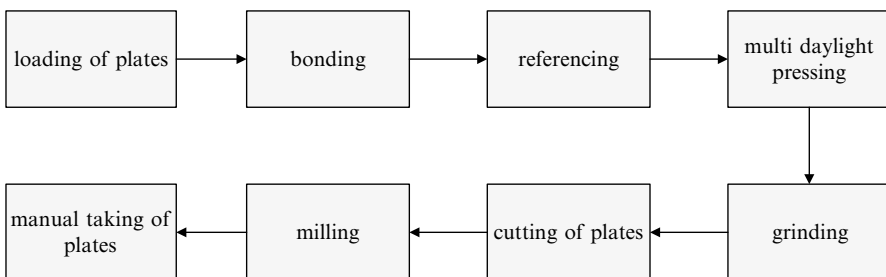 loading of plates
bonding
referencing
multi daylight
pressing
manual taking of
plates
milling
cutting of plates
grinding